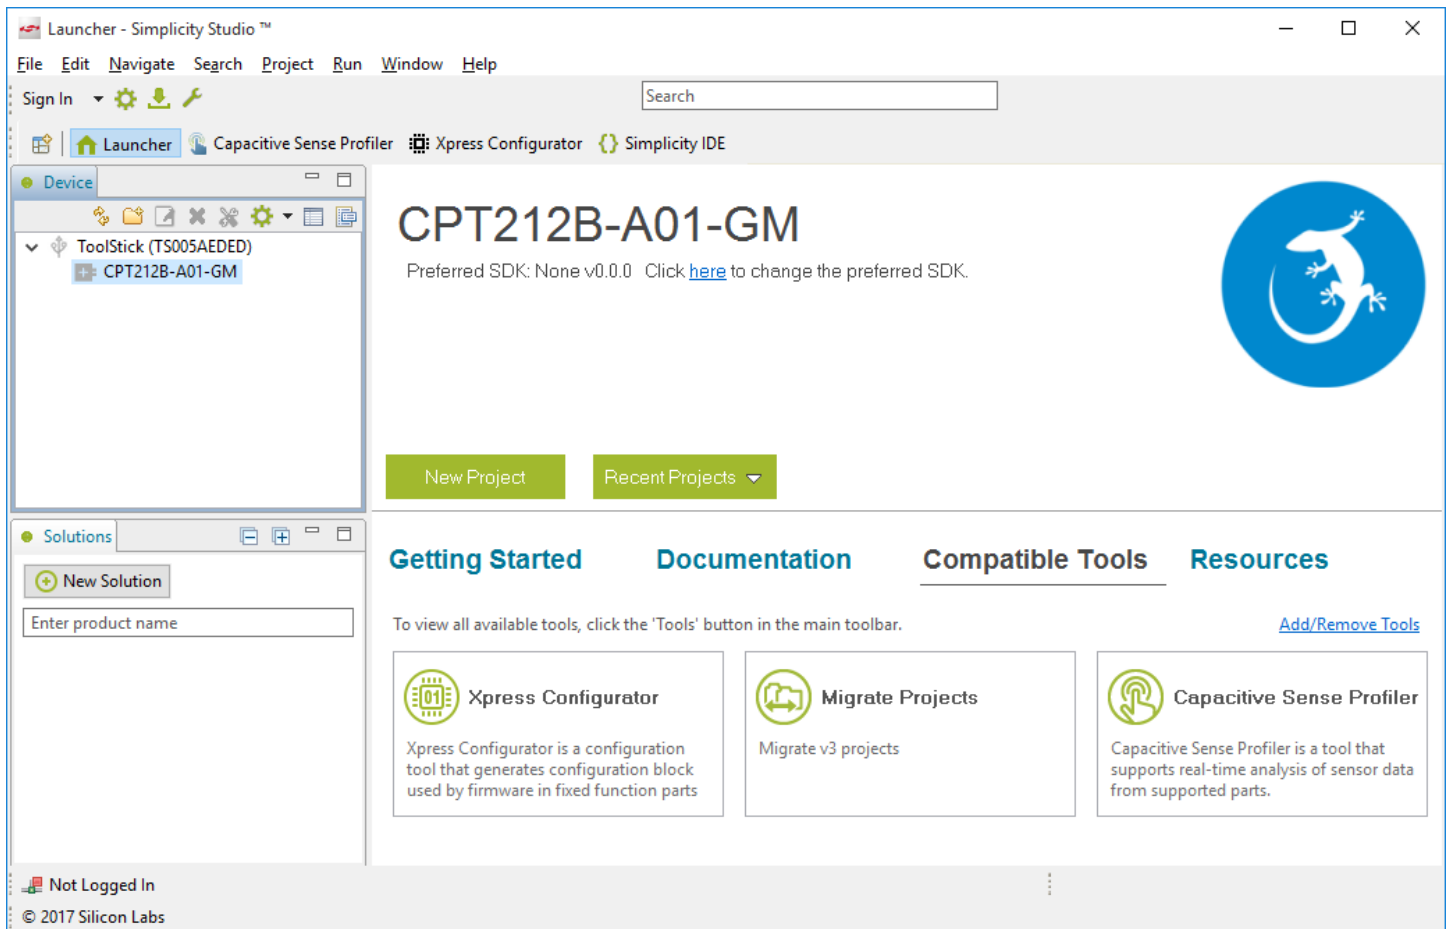 Launcher - Simplicity Studio ™
File Edit Navigate Search Project Run Window Help
Sign In
Search
Launcher Capacitive Sense Profiler Xpress Configurator Simplicity IDE
Device
ToolStick (TS005AEDED)
CPT212B-A01-GM
CPT212B-A01-GM
Preferred SDK: None v0.0.0 Click here to change the preferred SDK.
New Project
Recent Projects
Solutions
New Solution
Enter product name
Getting Started Documentation Compatible Tools Resources
To view all available tools, click the 'Tools' button in the main toolbar.
Add/Remove Tools
01
Xpress Configurator
Xpress Configurator is a configuration
tool that generates configuration block
used by firmware in fixed function parts
Migrate Projects
Migrate v3 projects
Capacitive Sense Profiler
Capacitive Sense Profiler is a tool that
supports real-time analysis of sensor data
from supported parts.
Not Logged In
© 2017 Silicon Labs